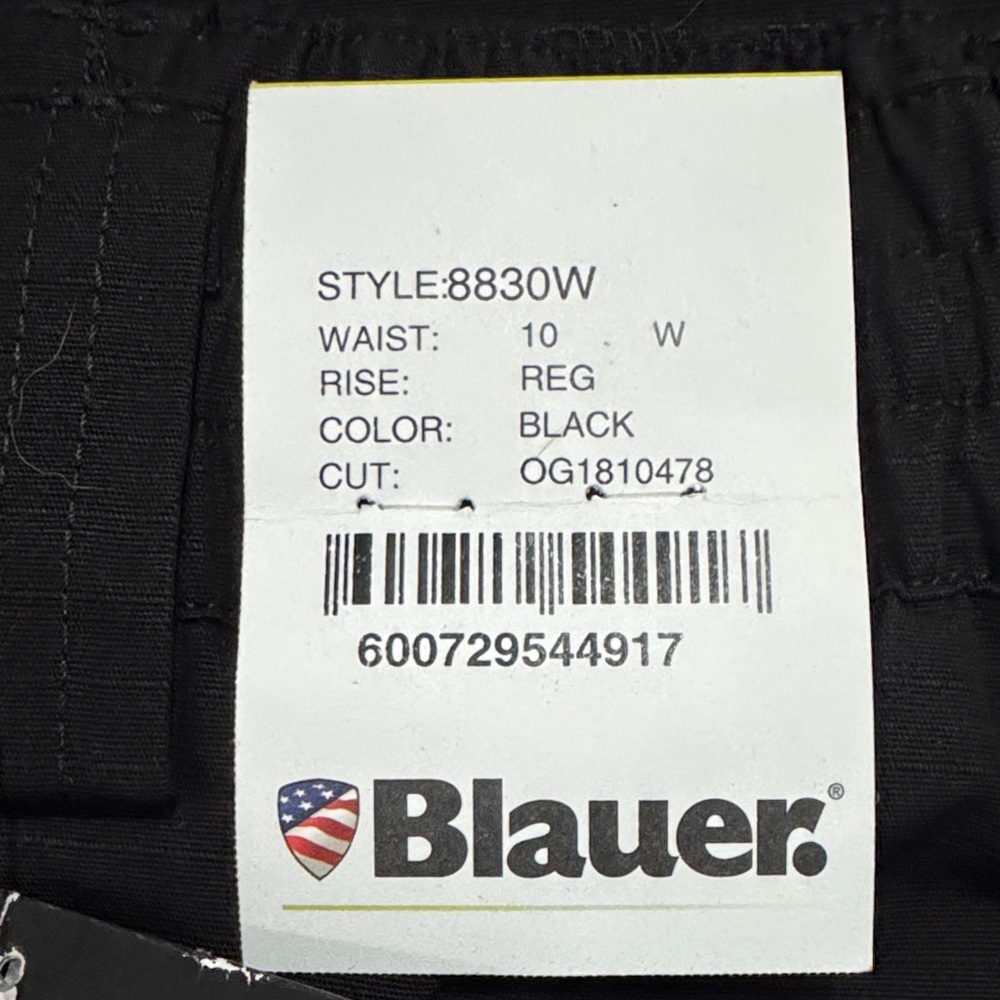 STYLE:8830W
WAIST: 10 W
RISE: REG
COLOR: BLACK
CUT: OG1810478
600729544917
Blauer.®